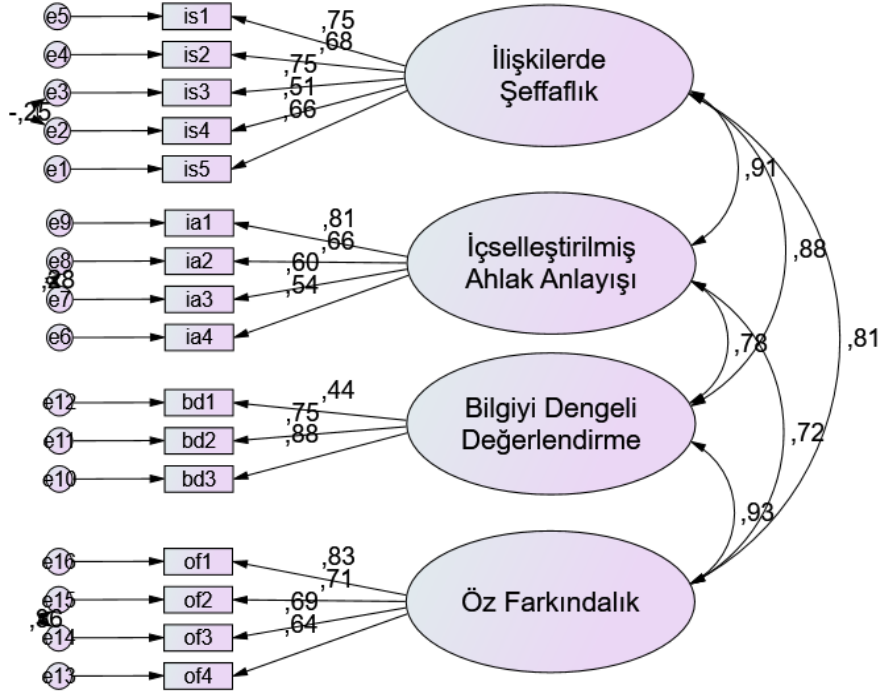 e5
is1
,75
İlişkilerde
Şeffaflık
e4
is2
,68
e3
is3
,75
-,25
e2
is4
,51
e1
is5
,66
,91
e9
ia1
,81
İçselleştirilmiş
Ahlak Anlayışı
e8
ia2
,66
e7
ia3
,60
e6
ia4
,54
,88
,78
,81
e12
bd1
,44
Bilgiyi Dengeli
Değerlendirme
e11
bd2
,75
e10
bd3
,88
,72
,93
e16
of1
,83
Öz Farkındalık
e15
of2
,71
e14
of3
,69
e13
of4
,64